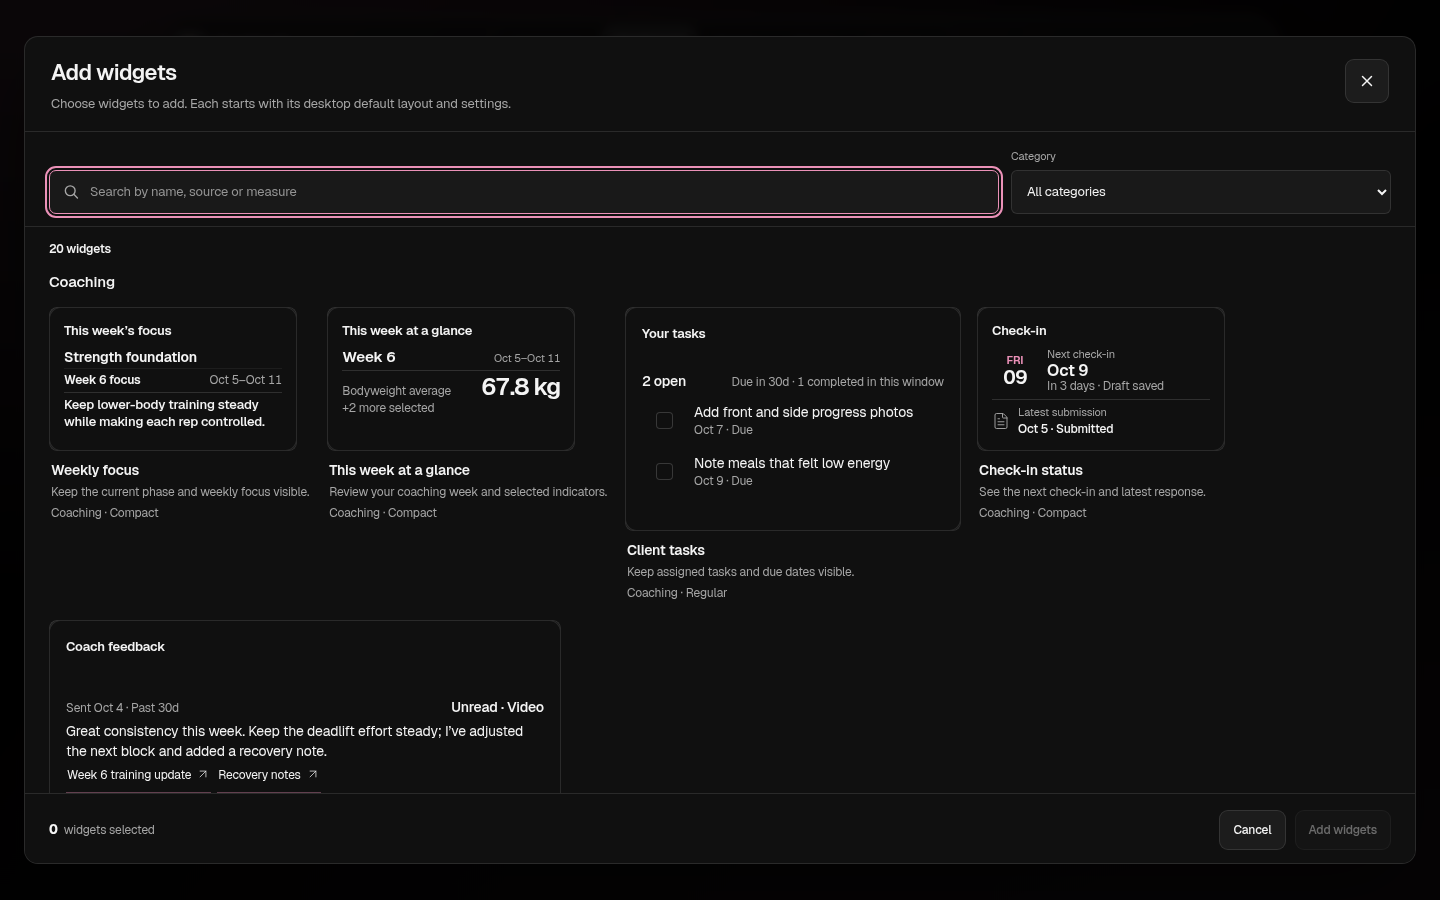 Add widgets
Choose widgets to add. Each starts with its desktop default layout and settings.
Category
Search by name, source or measure
All categories
20 widgets
Coaching
This week's focus
Strength foundation
Week 6 focus
Oct 5–Oct 11
Keep lower-body training steady
while making each rep controlled.
Weekly focus
Keep the current phase and weekly focus visible.
Coaching · Compact
This week at a glance
Week 6
Oct 5–Oct 11
Bodyweight average
67.8 kg
+2 more selected
This week at a glance
Review your coaching week and selected indicators.
Coaching · Compact
Your tasks
2 open
Due in 30d · 1 completed in this window
Add front and side progress photos
Oct 7 · Due
Note meals that felt low energy
Oct 9 · Due
Client tasks
Keep assigned tasks and due dates visible.
Coaching · Regular
Check-in
FRI
09
Next check-in
Oct 9
In 3 days · Draft saved
Latest submission
Oct 5 · Submitted
Check-in status
See the next check-in and latest response.
Coaching · Compact
Coach feedback
Sent Oct 4 · Past 30d
Unread · Video
Great consistency this week. Keep the deadlift effort steady; I've adjusted
the next block and added a recovery note.
Week 6 training update
Recovery notes
0 widgets selected
Cancel
Add widgets